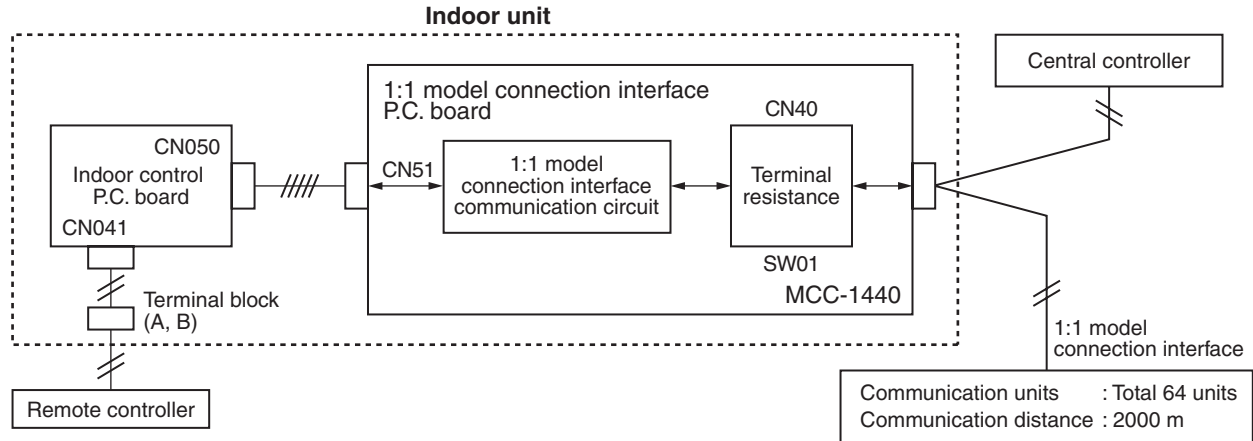 Indoor unit
Central controller
1:1 model connection interface
P.C. board
CN40
CN050
Indoor control
P.C. board
CN041
CN51
1:1 model
connection interface
communication circuit
Terminal
resistance
SW01
MCC-1440
Terminal block
(A, B)
1:1 model
connection interface
Remote controller
Communication units : Total 64 units
Communication distance : 2000 m